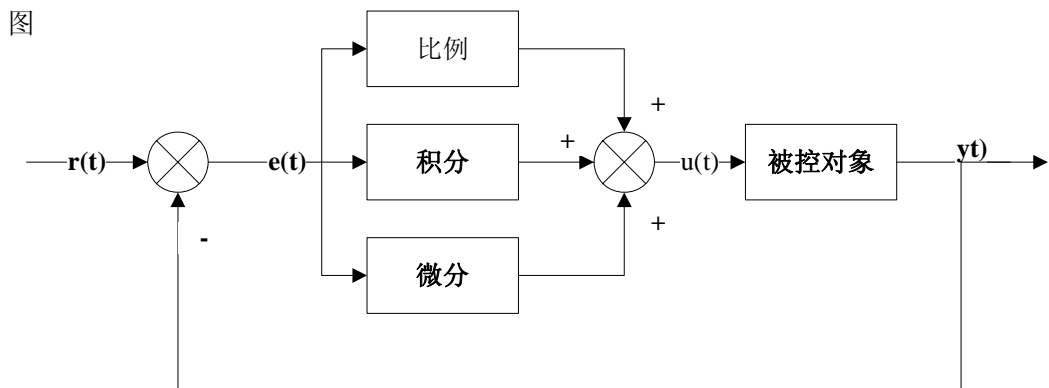 图
比例
+
r(t)
e(t)
积分
+
u(t)
被控对象
yt)
-
微分
+